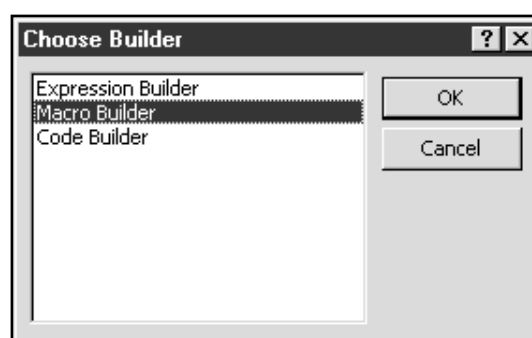 Choose Builder
Expression Builder
Macro Builder
Code Builder
OK
Cancel